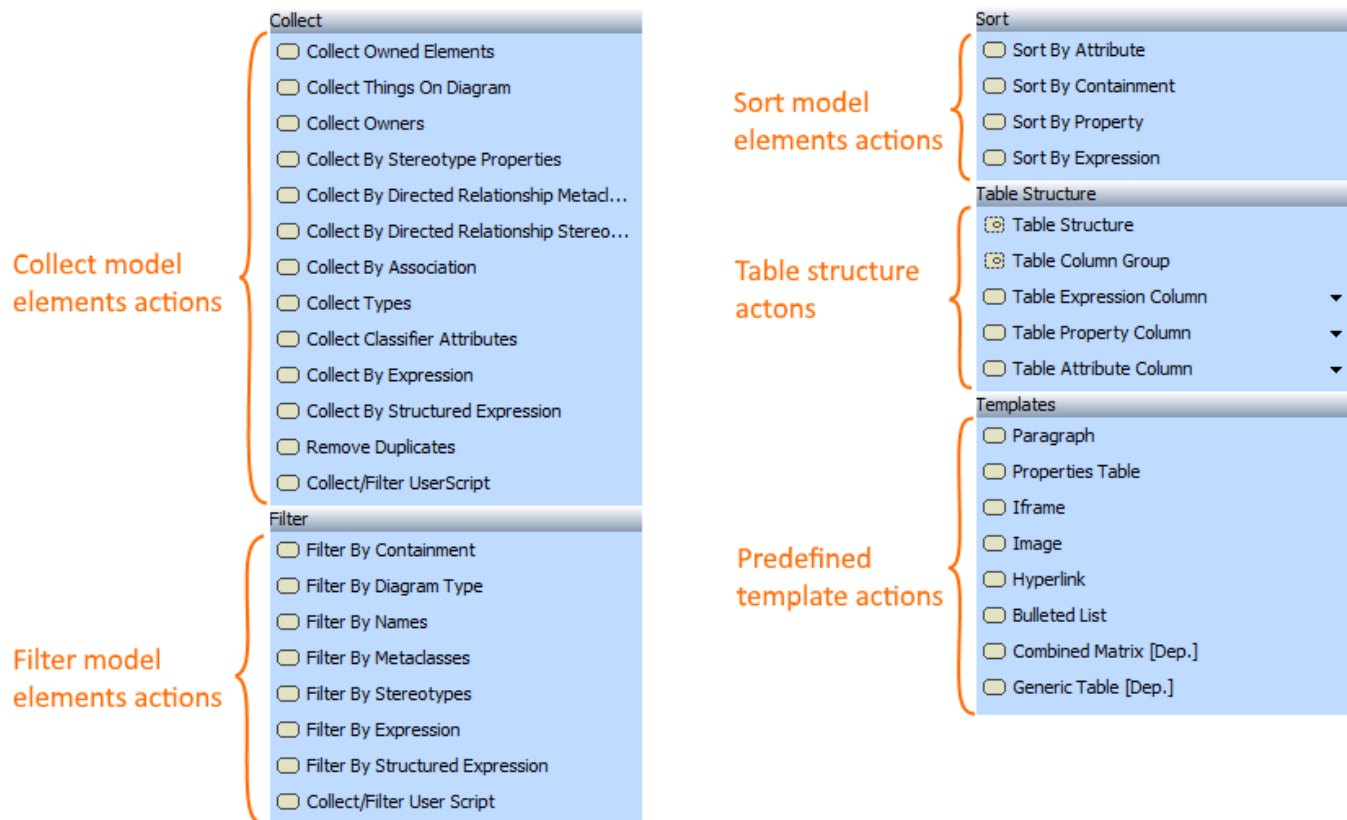 Collect
Collect Owned Elements
Collect Things On Diagram
Collect Owners
Collect By Stereotype Properties
Collect By Directed Relationship Metacl...
Collect By Directed Relationship Stereo...
Collect By Association
Collect Types
Collect Classifier Attributes
Collect By Expression
Collect By Structured Expression
Remove Duplicates
Collect/Filter UserScript
Collect model
elements actions
Filter
Filter By Containment
Filter By Diagram Type
Filter By Names
Filter By Metaclasses
Filter By Stereotypes
Filter By Expression
Filter By Structured Expression
Collect/Filter User Script
Filter model
elements actions
Sort
Sort By Attribute
Sort By Containment
Sort By Property
Sort By Expression
Sort model
elements actions
Table Structure
Table Structure
Table Column Group
Table Expression Column
Table Property Column
Table Attribute Column
Table structure
actons
Templates
Paragraph
Properties Table
Iframe
Image
Hyperlink
Bulleted List
Combined Matrix [Dep.]
Generic Table [Dep.]
Predefined
template actions